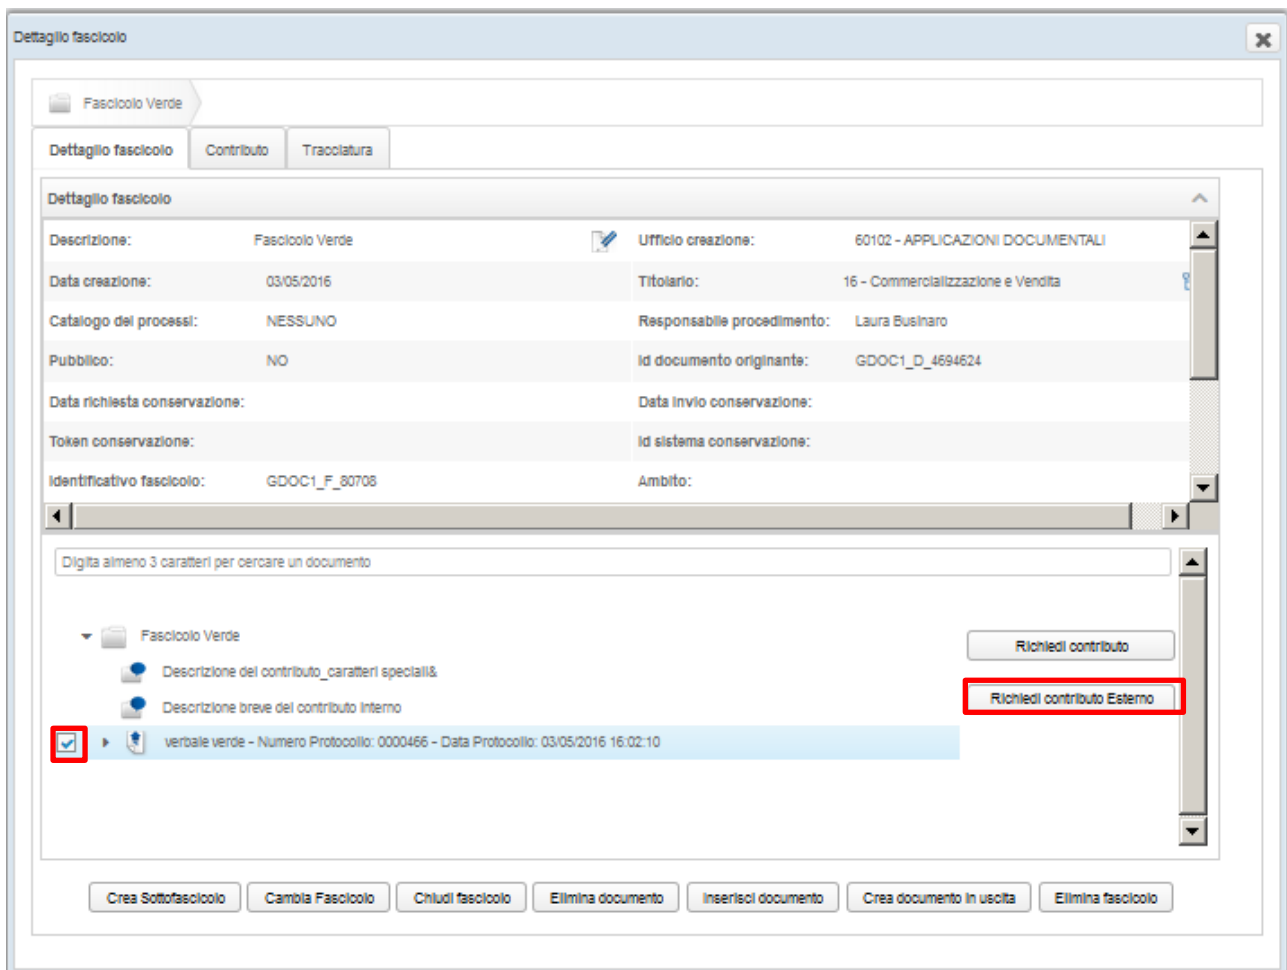 Dettaglio fascicolo
Fascicolo Verde
Dettaglio fascicolo Contributo Tracciatura
Dettaglio fascicolo
Descrizione: Fascicolo Verde Ufficio creazione: 60102 - APPLICAZIONI DOCUMENTALI
Data creazione: 03/05/2016 Titolario: 16 - Commercializzazione e Vendita
Catalogo dei processi: NESSUNO Responsabile procedimento: Laura Businaro
Pubblico: NO Id documento originante: GDOC1_D_4694624
Data richiesta conservazione: Data invio conservazione:
Token conservazione: Id sistema conservazione:
Identificativo fascicolo: GDOC1_F_80708 Ambito:
Digita almeno 3 caratteri per cercare un documento
Fascicolo Verde
Richiedi contributo
Descrizione del contributo_caratteri speciali&
Richiedi contributo Esterno
Descrizione breve del contributo interno
verbale verde - Numero Protocollo: 0000466 - Data Protocollo: 03/05/2016 16:02:10
Crea Sottofascicolo Cambia Fascicolo Chiudi fascicolo Elimina documento Inserisci documento Crea documento in uscita Elimina fascicolo